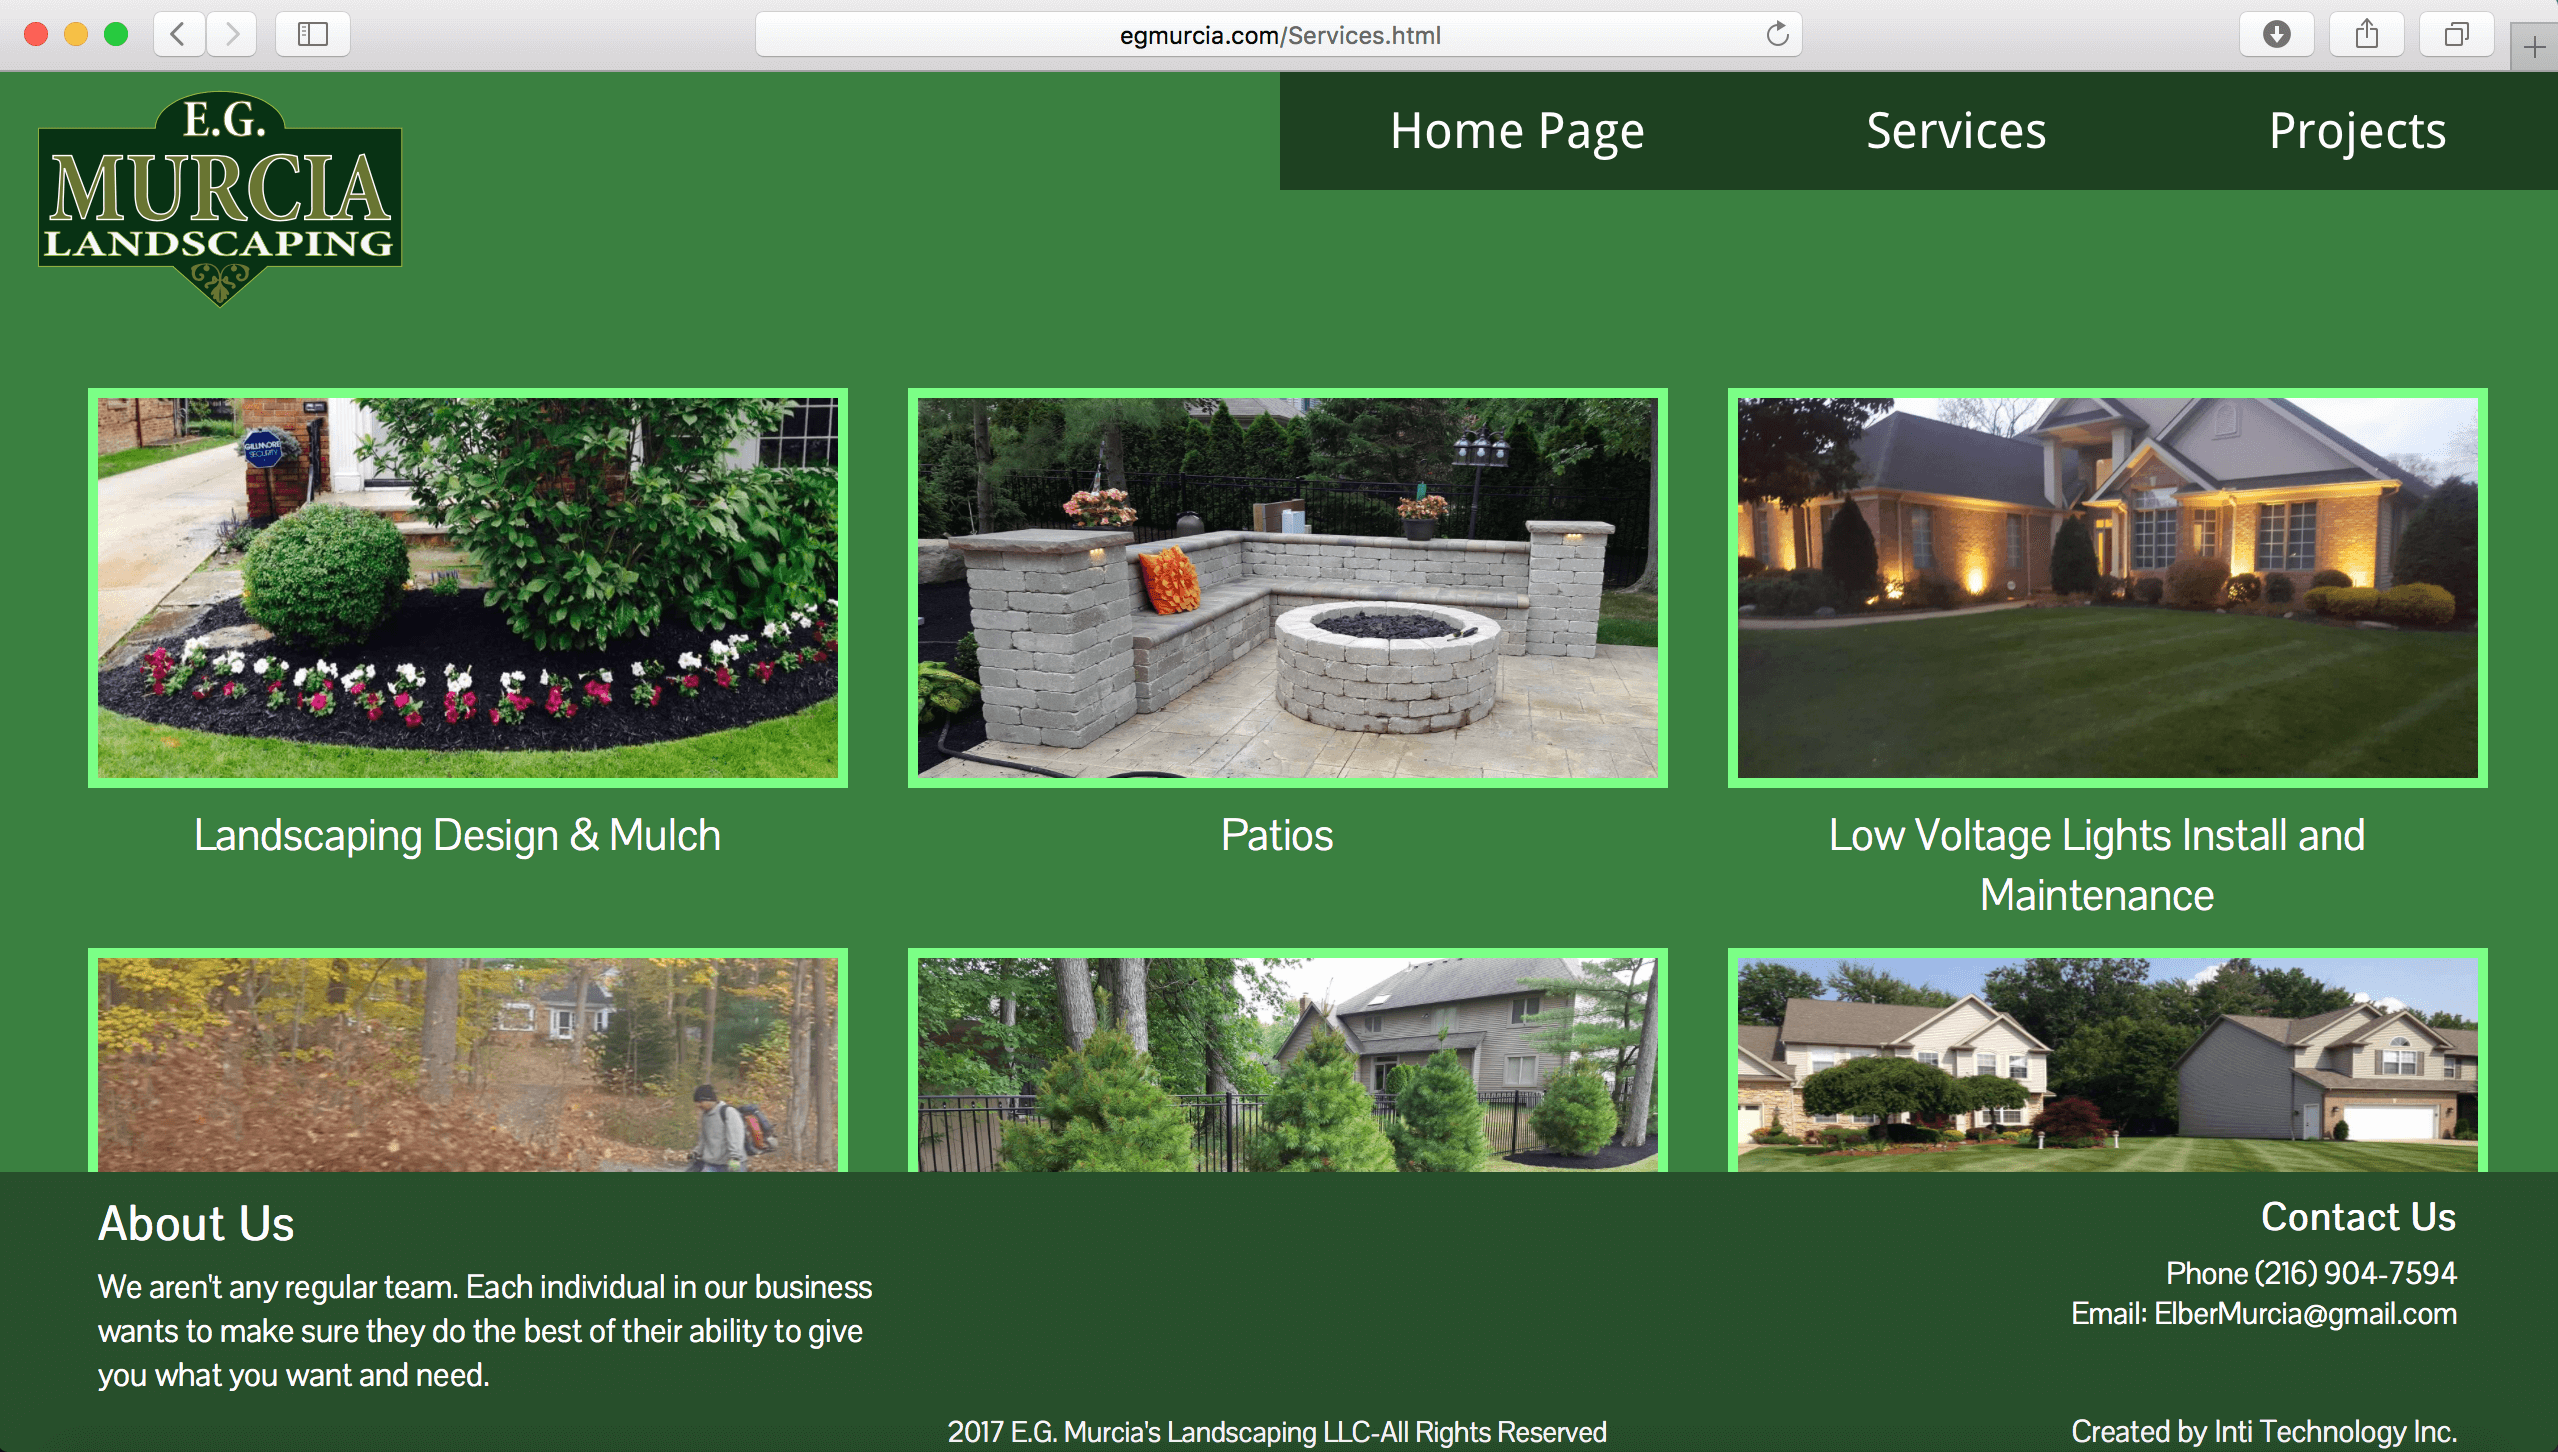 egmurcia.com/Services.html
E.G.
MURCIA
LANDSCAPING
Home Page
Services
Projects
GILLMORE
SECURITY
Landscaping Design & Mulch
Patios
Low Voltage Lights Install and
Maintenance
About Us
We aren't any regular team. Each individual in our business
wants to make sure they do the best of their ability to give
you what you want and need.
Contact Us
Phone (216) 904-7594
Email: ElberMurcia@gmail.com
2017 E.G. Murcia's Landscaping LLC-All Rights Reserved
Created by Inti Technology Inc.